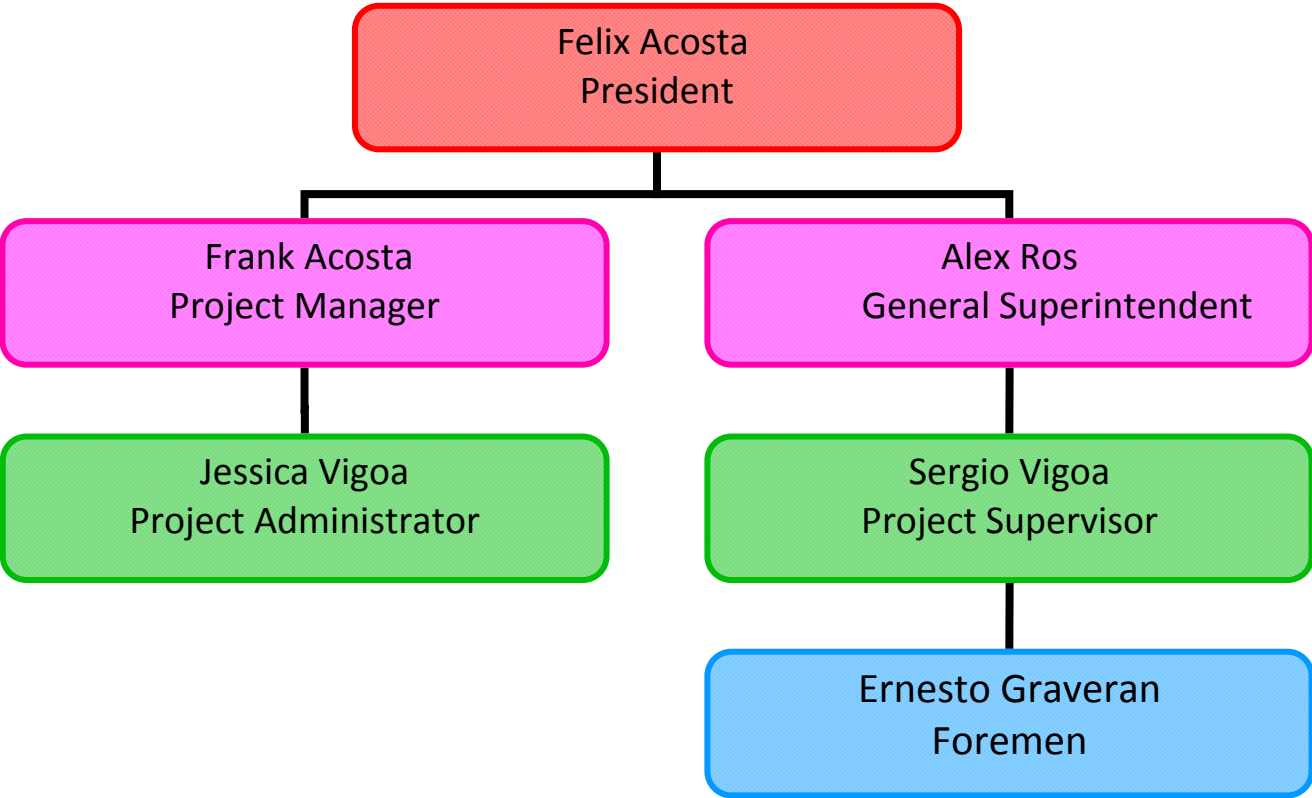 Felix Acosta
President
Frank Acosta
Project Manager
Alex Ros
General Superintendent
Jessica Vigoa
Project Administrator
Sergio Vigoa
Project Supervisor
Ernesto Graveran
Foremen